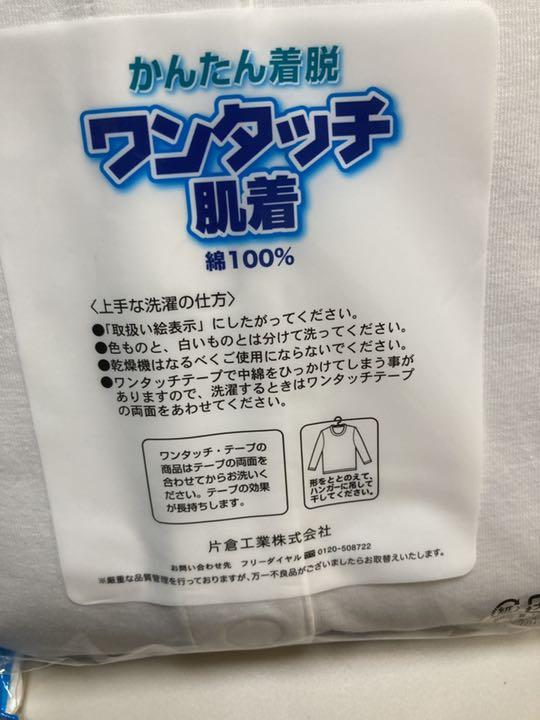 かんたん着脱
ワンタッチ
肌着
綿100%
〈上手な洗濯の仕方〉
●「取扱い絵表示」にしたがってください。
●色ものと、白いものとは分けて洗ってください。
●乾燥機はなるべくご使用にならないでください。
●ワンタッチテープで中綿をひっかけてしまう事が
ありますので、洗濯するときはワンタッチテープ
の両面をあわせてください。
ワンタッチ・テープの
商品はテープの両面を
合わせてからお洗いく
ださい。テープの効果
が長持ちします。
形をととのえて、
ハンガーに吊して
干してください。
片倉工業株式会社
お問い合わせ先 フリーダイヤル 0120-508722
※厳重な品質管理を行っておりますが、万一不良品がございましたらお取替えいたします。